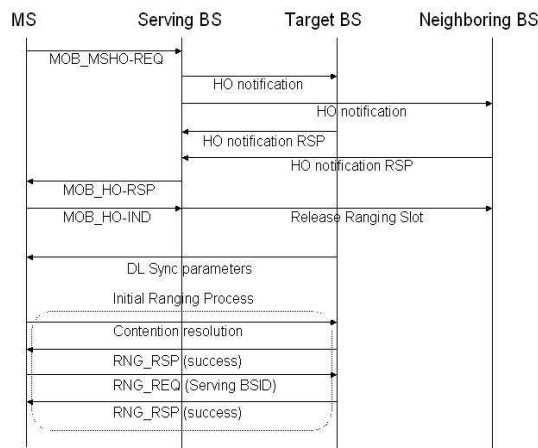 MS
Serving BS
Target BS
Neighboring BS
MOB_MSHO-REQ
HO notification
HO notification
HO notification RSP
HO notification RSP
MOB_HO-RSP
MOB_HO-IND
Release Ranging Slot
DL Sync parameters
Initial Ranging Process
Contention resolution
RNG_RSP (success)
RNG_REQ (Serving BSID)
RNG_RSP (success)